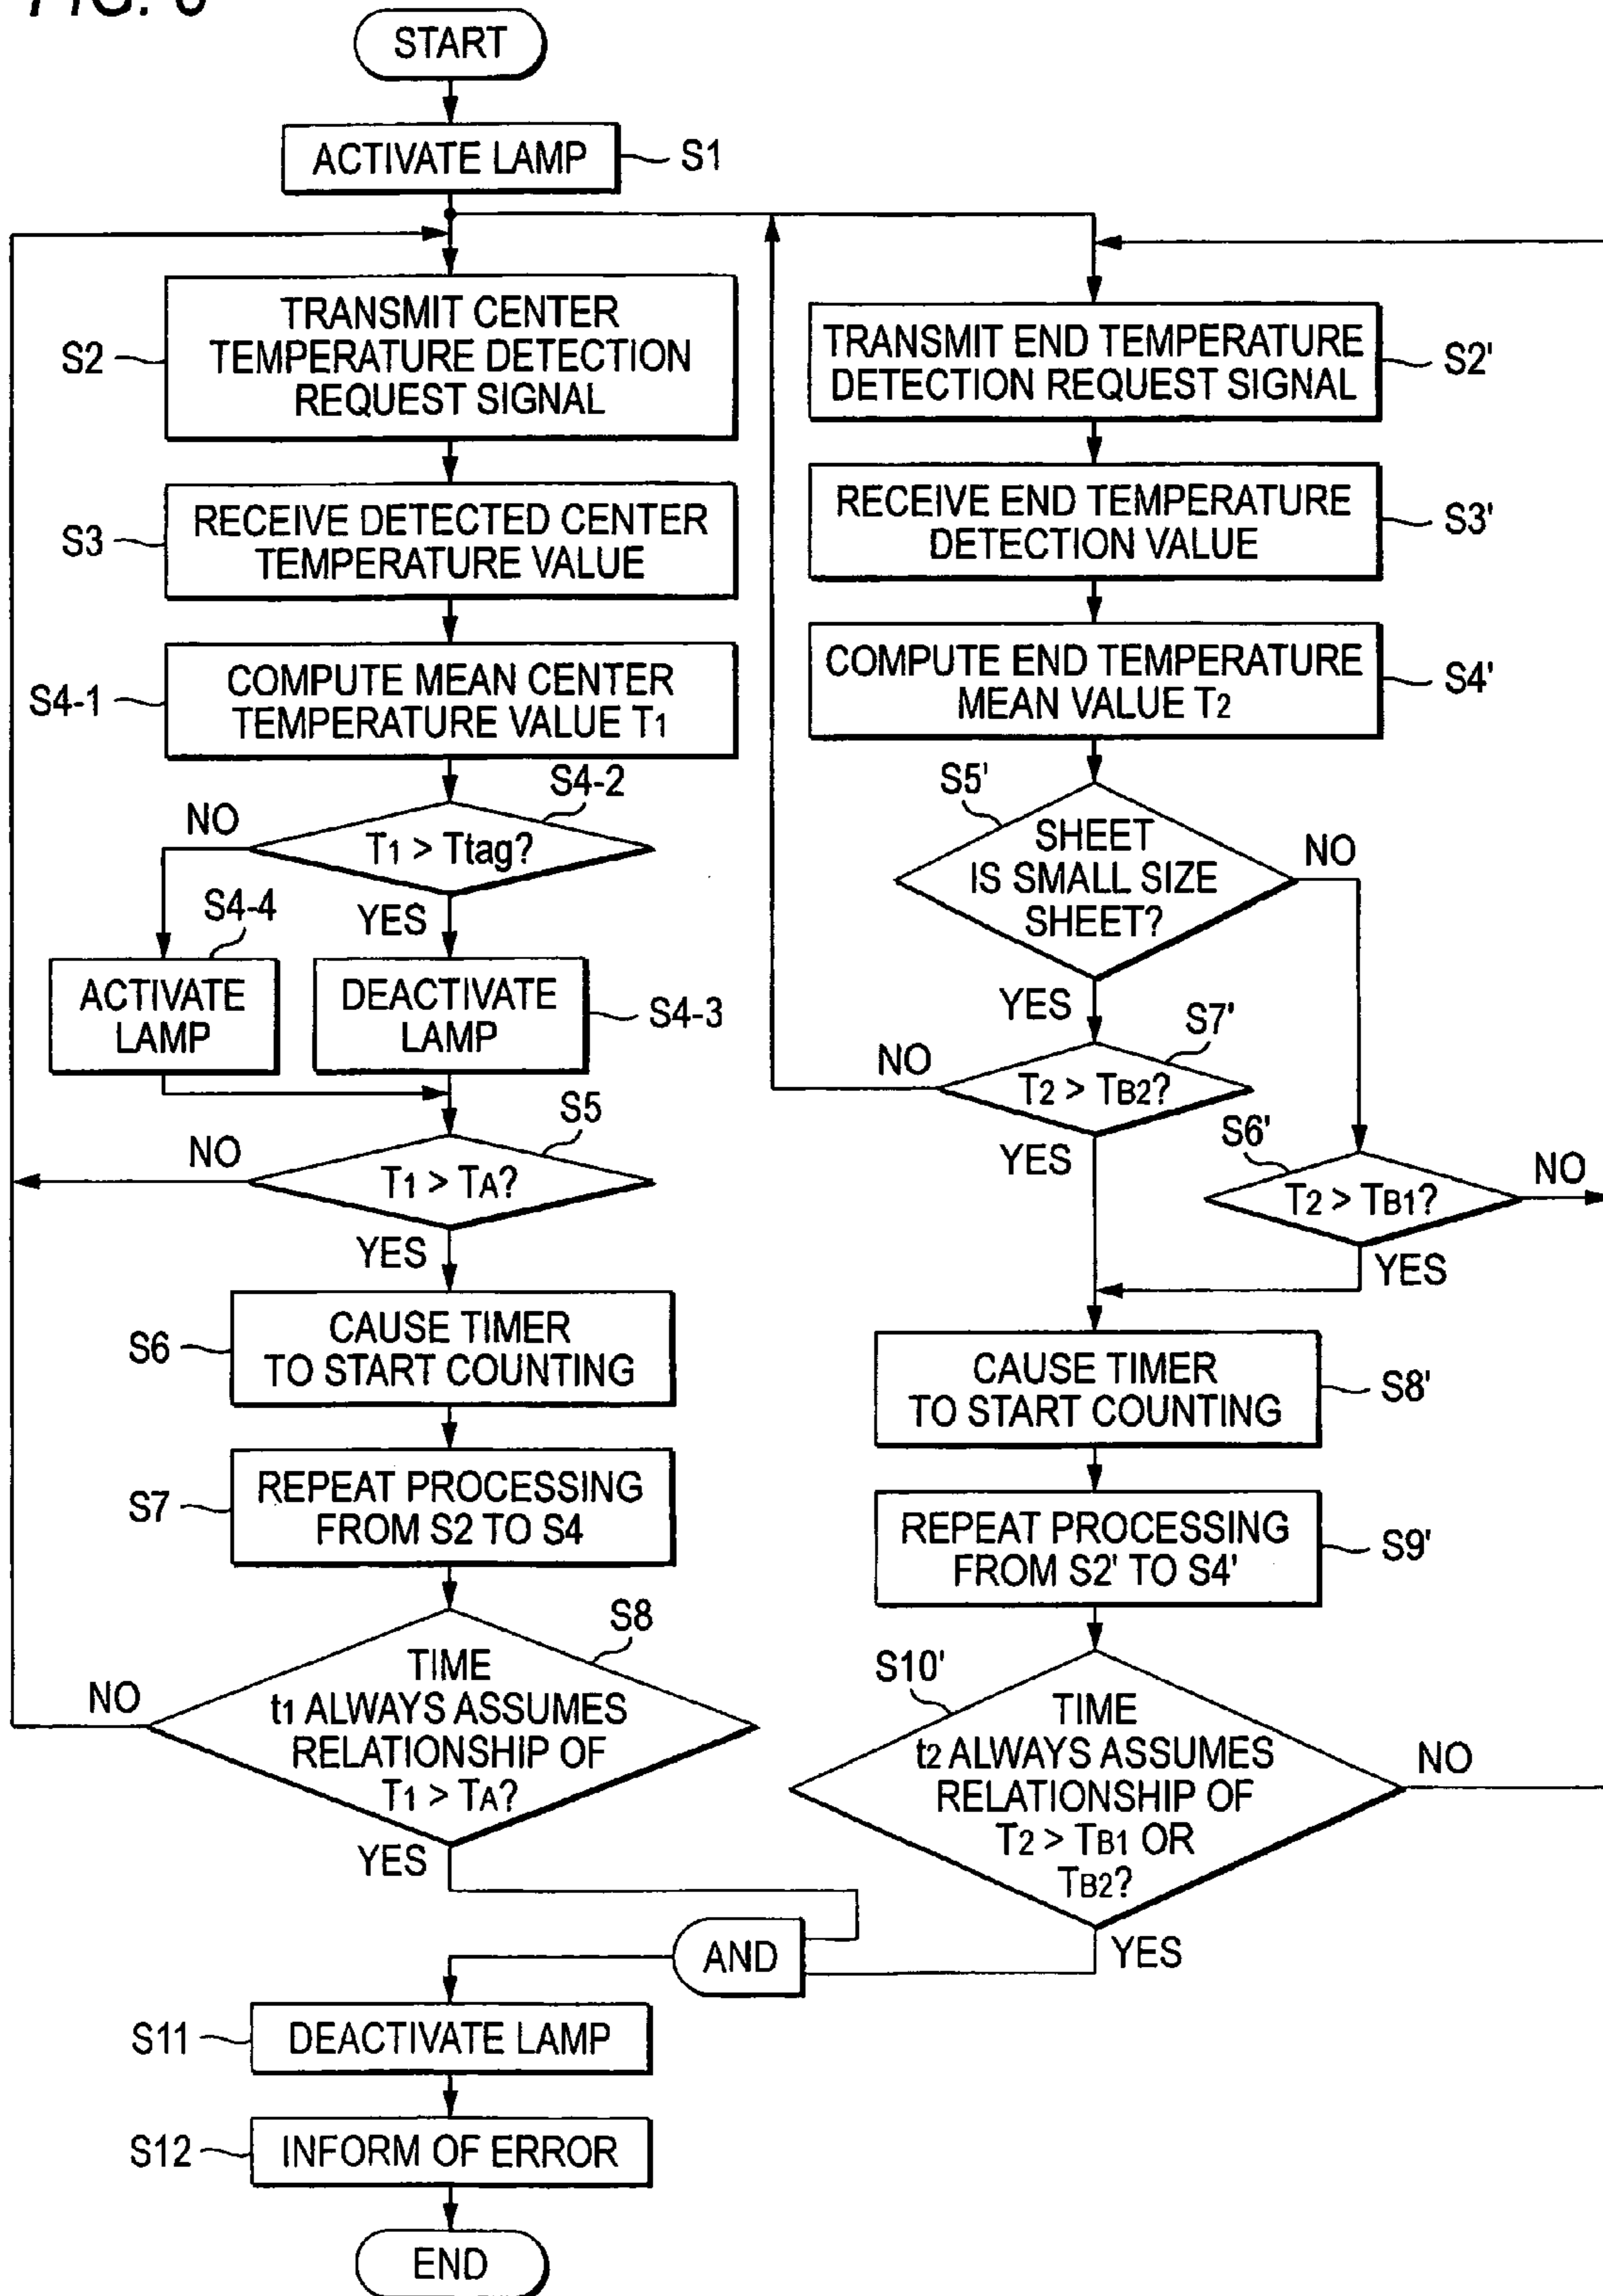 START
ACTIVATE LAMP
S1
TRANSMIT CENTER
TEMPERATURE DETECTION
REQUEST SIGNAL
S2
RECEIVE DETECTED CENTER
TEMPERATURE VALUE
S3
COMPUTE MEAN CENTER
TEMPERATURE VALUE T1
S4-1
S4-2
T1 > Ttag?
NO
YES
S4-4
ACTIVATE
LAMP
DEACTIVATE
LAMP
S4-3
S5
T1 > TA?
NO
YES
S6
CAUSE TIMER
TO START COUNTING
S7
REPEAT PROCESSING
FROM S2 TO S4
S8
TIME
t1 ALWAYS ASSUMES
RELATIONSHIP OF
T1 > TA?
NO
YES
TRANSMIT END TEMPERATURE
DETECTION REQUEST SIGNAL
S2'
RECEIVE END TEMPERATURE
DETECTION VALUE
S3'
COMPUTE END TEMPERATURE
MEAN VALUE T2
S4'
S5'
SHEET
IS SMALL SIZE
SHEET?
NO
YES
S7'
T2 > TB2?
NO
YES
S6'
T2 > TB1?
NO
YES
CAUSE TIMER
TO START COUNTING
S8'
REPEAT PROCESSING
FROM S2' TO S4'
S9'
S10'
TIME
t2 ALWAYS ASSUMES
RELATIONSHIP OF
T2 > TB1 OR
TB2?
NO
YES
AND
S11
DEACTIVATE LAMP
S12
INFORM OF ERROR
END